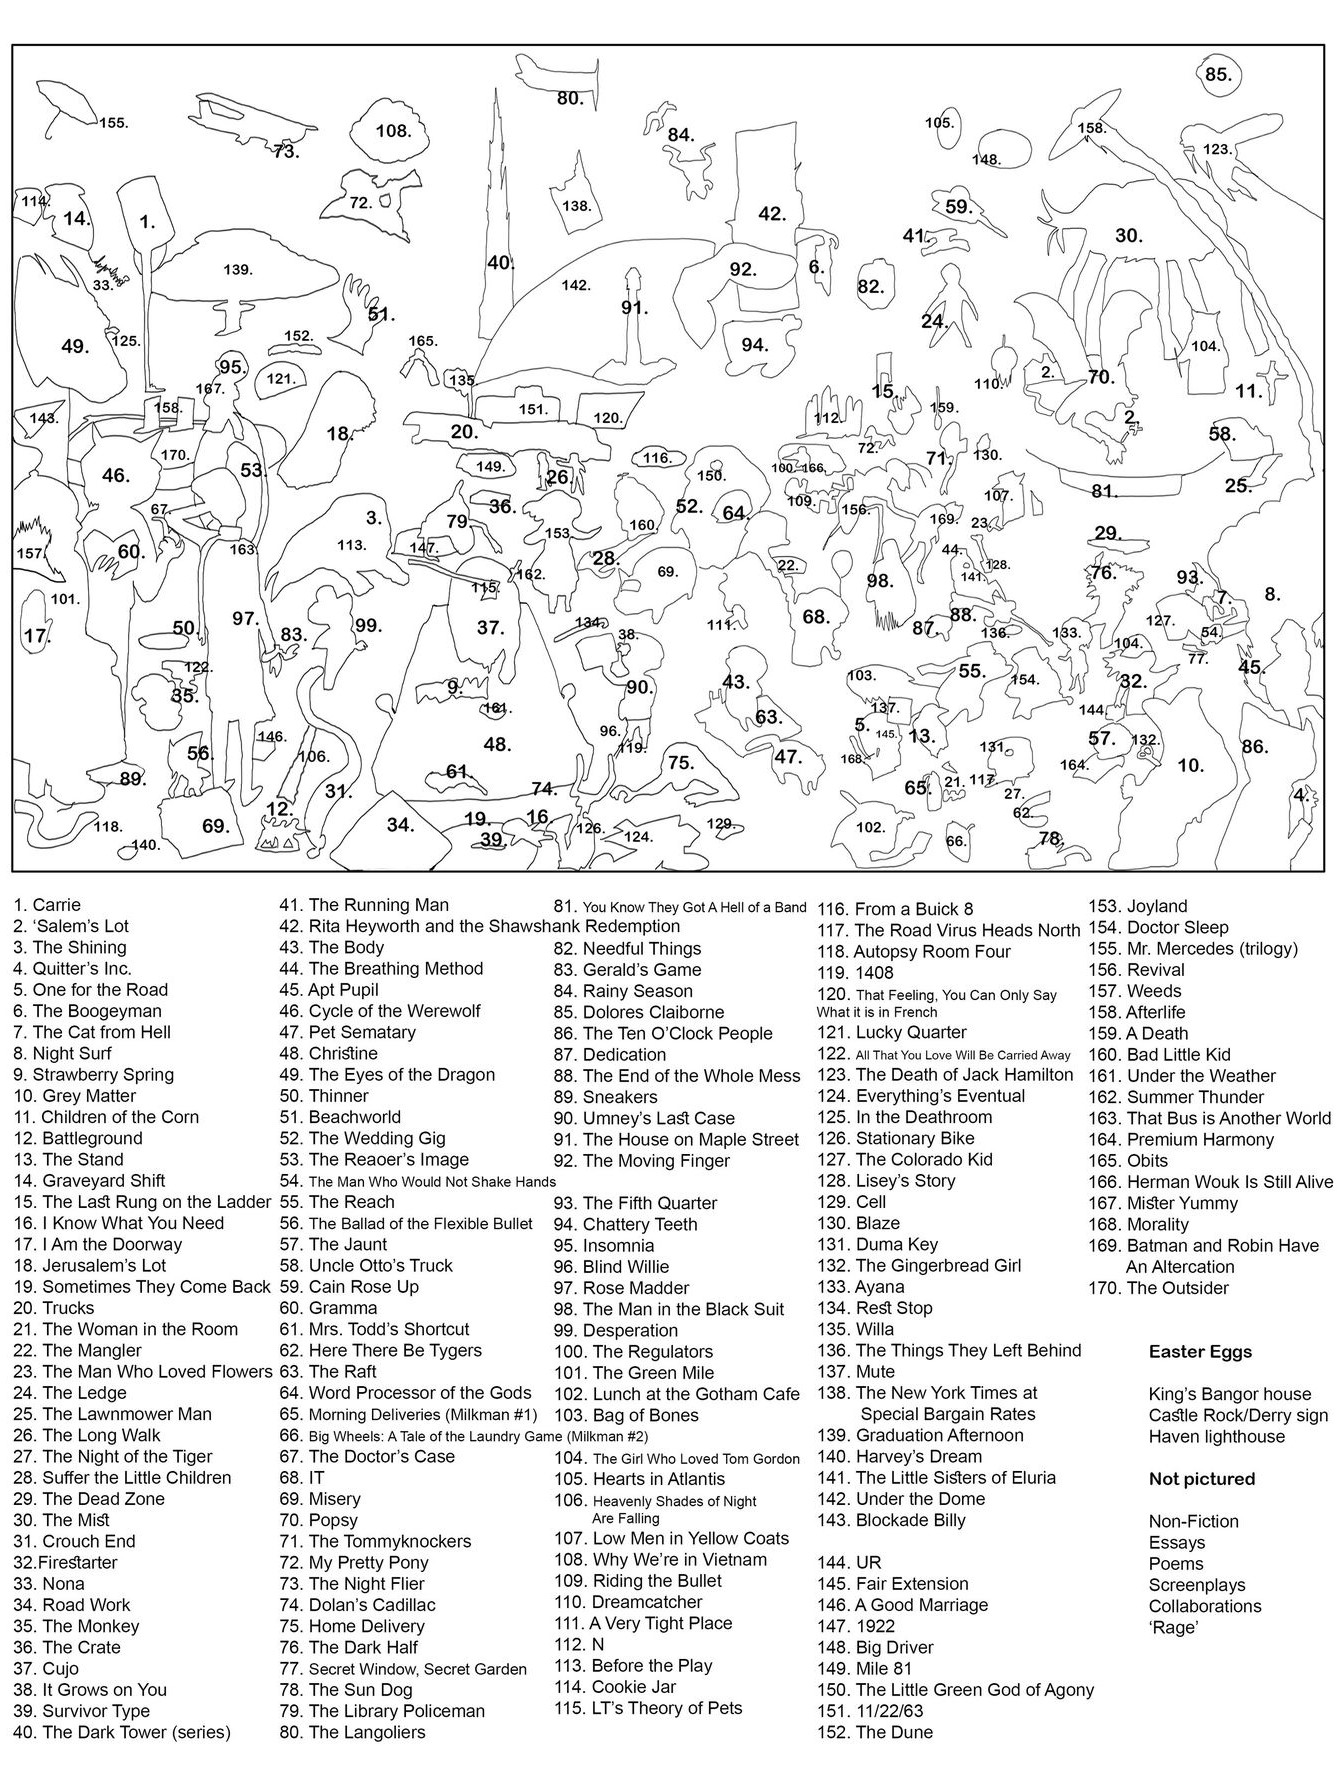 85.
80.
155.
73.
108.
84.
105.
148.
158.
123.
114.
14.
1.
72.
138.
42.
59.
41.
30.
33.
139.
40.
142.
92.
6.
82.
91.
51.
24.
49.
125.
152.
165.
94.
104.
95.
167.
121.
135.
15.
110.
2.
70.
11.
143.
158.
18.
20.
151.
120.
112.
159.
2.
58.
46.
170.
53.
149.
26.
116.
150.
100.
166.
72.
71.
130.
81.
25.
67.
3.
79.
36.
160.
52.
64.
109.
156.
169.
107.
23.
157.
60.
163.
113.
147.
153.
28.
29.
44.
101.
115.
162.
69.
22.
98.
141.
128.
76.
93.
7.
8.
17.
50.
97.
83.
99.
37.
134.
38.
111.
68.
87.
88.
136.
133.
127.
54.
104.
77.
45.
122.
35.
9.
161.
90.
43.
63.
103.
137.
55.
154.
32.
144.
56.
146.
106.
48.
96.
119.
5.
145.
168.
13.
131.
57.
132.
164.
10.
86.
89.
31.
61.
74.
75.
47.
65.
21.
117.
27.
62.
4.
118.
140.
69.
12.
34.
19.
39.
16.
126.
124.
129.
102.
66.
78.
1. Carrie
2. ‘Salem’s Lot
3. The Shining
4. Quitter’s Inc.
5. One for the Road
6. The Boogeyman
7. The Cat from Hell
8. Night Surf
9. Strawberry Spring
10. Grey Matter
11. Children of the Corn
12. Battleground
13. The Stand
14. Graveyard Shift
15. The Last Rung on the Ladder
16. I Know What You Need
17. I Am the Doorway
18. Jerusalem’s Lot
19. Sometimes They Come Back
20. Trucks
21. The Woman in the Room
22. The Mangler
23. The Man Who Loved Flowers
24. The Ledge
25. The Lawnmower Man
26. The Long Walk
27. The Night of the Tiger
28. Suffer the Little Children
29. The Dead Zone
30. The Mist
31. Crouch End
32.Firestarter
33. Nona
34. Road Work
35. The Monkey
36. The Crate
37. Cujo
38. It Grows on You
39. Survivor Type
40. The Dark Tower (series)
41. The Running Man
42. Rita Heyworth and the Shawshank Redemption
43. The Body
44. The Breathing Method
45. Apt Pupil
46. Cycle of the Werewolf
47. Pet Sematary
48. Christine
49. The Eyes of the Dragon
50. Thinner
51. Beachworld
52. The Wedding Gig
53. The Reaoer’s Image
54. The Man Who Would Not Shake Hands
55. The Reach
56. The Ballad of the Flexible Bullet
57. The Jaunt
58. Uncle Otto’s Truck
59. Cain Rose Up
60. Gramma
61. Mrs. Todd’s Shortcut
62. Here There Be Tygers
63. The Raft
64. Word Processor of the Gods
65. Morning Deliveries (Milkman #1)
66. Big Wheels: A Tale of the Laundry Game (Milkman #2)
67. The Doctor’s Case
68. IT
69. Misery
70. Popsy
71. The Tommyknockers
72. My Pretty Pony
73. The Night Flier
74. Dolan’s Cadillac
75. Home Delivery
76. The Dark Half
77. Secret Window, Secret Garden
78. The Sun Dog
79. The Library Policeman
80. The Langoliers
81. You Know They Got A Hell of a Band
82. Needful Things
83. Gerald’s Game
84. Rainy Season
85. Dolores Claiborne
86. The Ten O’Clock People
87. Dedication
88. The End of the Whole Mess
89. Sneakers
90. Umney’s Last Case
91. The House on Maple Street
92. The Moving Finger
93. The Fifth Quarter
94. Chattery Teeth
95. Insomnia
96. Blind Willie
97. Rose Madder
98. The Man in the Black Suit
99. Desperation
100. The Regulators
101. The Green Mile
102. Lunch at the Gotham Cafe
103. Bag of Bones
104. The Girl Who Loved Tom Gordon
105. Hearts in Atlantis
106. Heavenly Shades of Night
Are Falling
107. Low Men in Yellow Coats
108. Why We’re in Vietnam
109. Riding the Bullet
110. Dreamcatcher
111. A Very Tight Place
112. N
113. Before the Play
114. Cookie Jar
115. LT’s Theory of Pets
116. From a Buick 8
117. The Road Virus Heads North
118. Autopsy Room Four
119. 1408
120. That Feeling, You Can Only Say
What it is in French
121. Lucky Quarter
122. All That You Love Will Be Carried Away
123. The Death of Jack Hamilton
124. Everything’s Eventual
125. In the Deathroom
126. Stationary Bike
127. The Colorado Kid
128. Lisey’s Story
129. Cell
130. Blaze
131. Duma Key
132. The Gingerbread Girl
133. Ayana
134. Rest Stop
135. Willa
136. The Things They Left Behind
137. Mute
138. The New York Times at
Special Bargain Rates
139. Graduation Afternoon
140. Harvey’s Dream
141. The Little Sisters of Eluria
142. Under the Dome
143. Blockade Billy
144. UR
145. Fair Extension
146. A Good Marriage
147. 1922
148. Big Driver
149. Mile 81
150. The Little Green God of Agony
151. 11/22/63
152. The Dune
153. Joyland
154. Doctor Sleep
155. Mr. Mercedes (trilogy)
156. Revival
157. Weeds
158. Afterlife
159. A Death
160. Bad Little Kid
161. Under the Weather
162. Summer Thunder
163. That Bus is Another World
164. Premium Harmony
165. Obits
166. Herman Wouk Is Still Alive
167. Mister Yummy
168. Morality
169. Batman and Robin Have
An Altercation
170. The Outsider
Easter Eggs
King’s Bangor house
Castle Rock/Derry sign
Haven lighthouse
Not pictured
Non-Fiction
Essays
Poems
Screenplays
Collaborations
‘Rage’